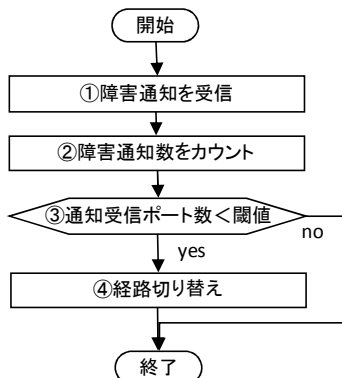 開始
①障害通知を受信
②障害通知数をカウント
③通知受信ポート数<閾値
no
yes
④経路切り替え
終了